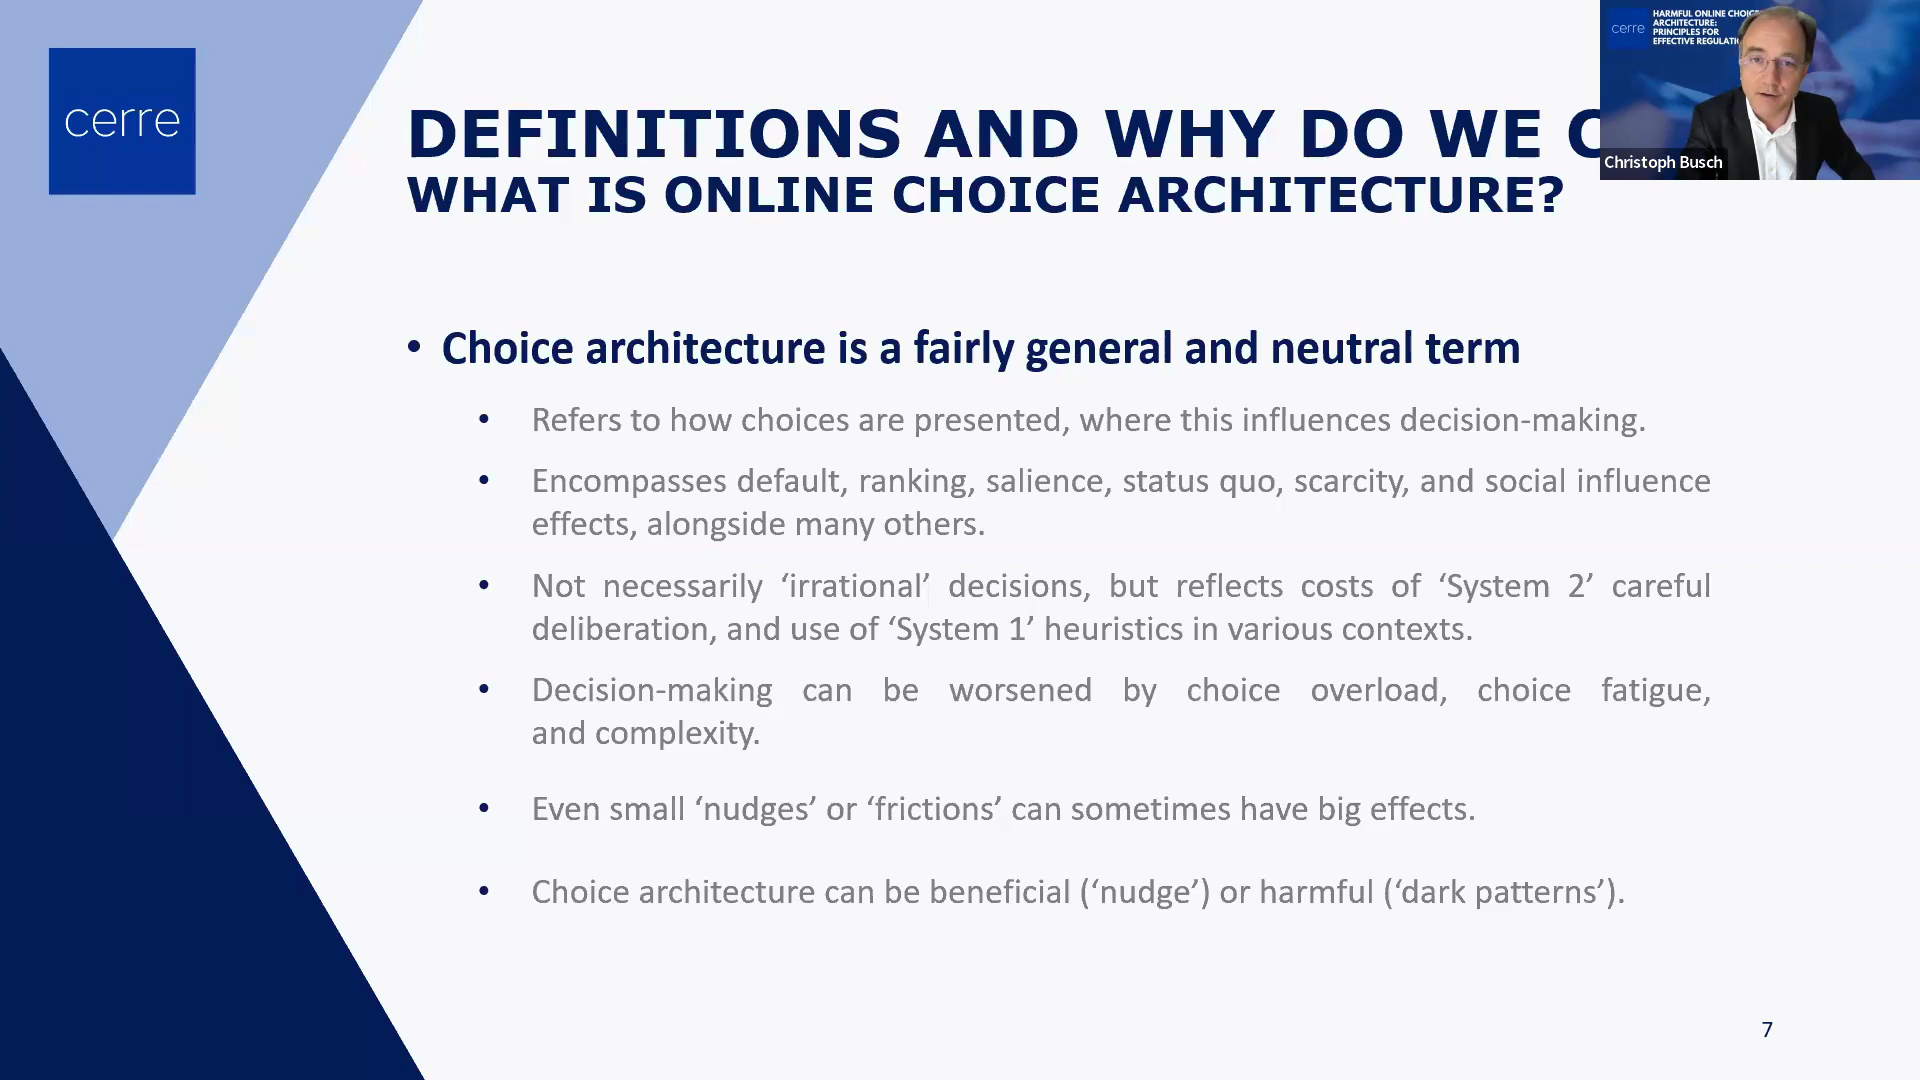 cerre
DEFINITIONS AND WHY DO WE
WHAT IS ONLINE CHOICE ARCHITECTURE?
cerre
HARMFUL ONLINE CHOICE
ARCHITECTURE:
PRINCIPLES FOR
EFFECTIVE
Christoph Busch
• Choice architecture is a fairly general and neutral term
• Refers to how choices are presented, where this influences decision-making.
• Encompasses default, ranking, salience, status quo, scarcity, and social influence
effects, alongside many others.
• Not necessarily ‘irrational’ decisions, but reflects costs of ‘System 2’ careful
deliberation, and use of ‘System 1’ heuristics in various contexts.
• Decision-making can be worsened by choice overload, choice fatigue,
and complexity.
• Even small ‘nudges’ or ‘frictions’ can sometimes have big effects.
• Choice architecture can be beneficial (‘nudge’) or harmful (‘dark patterns’).
7